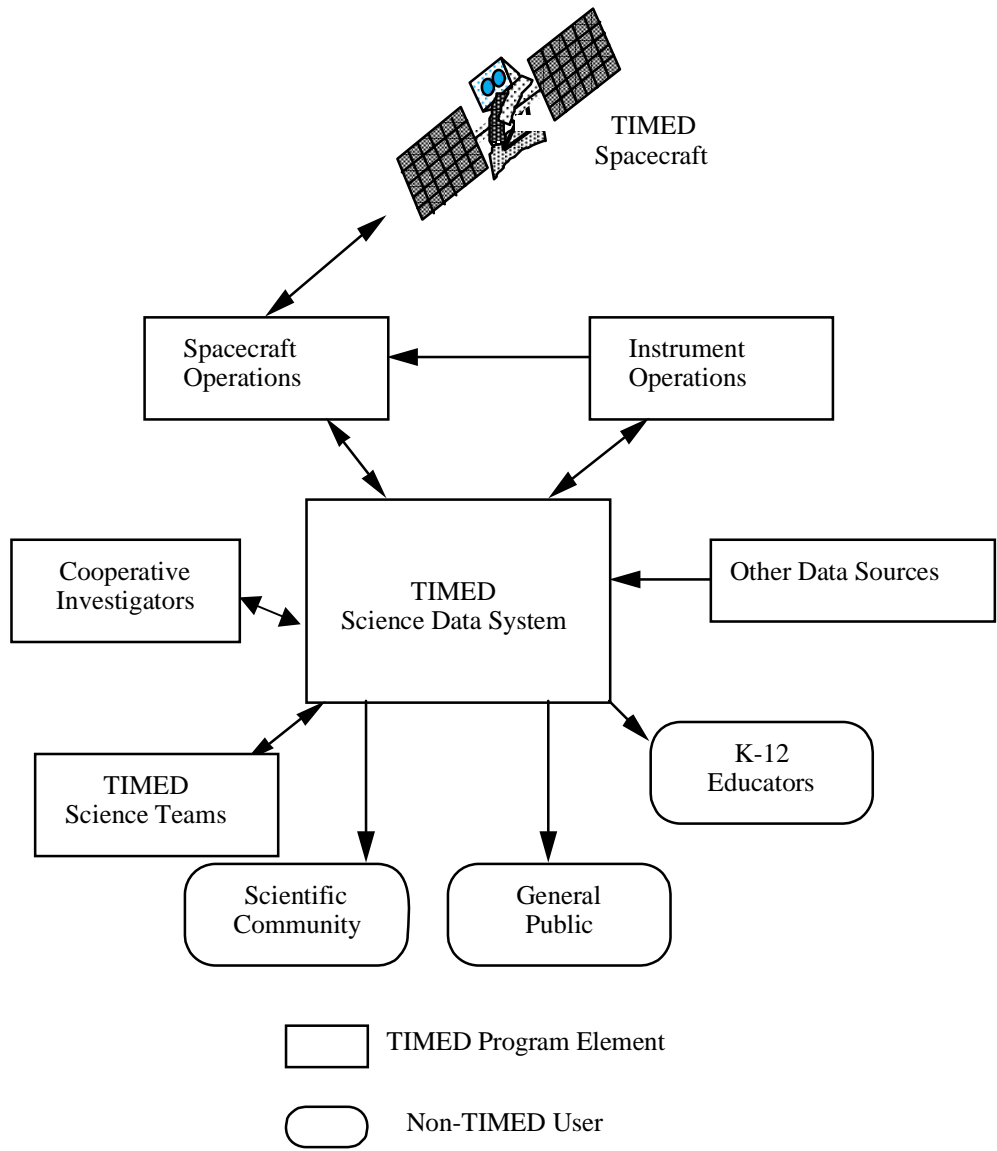 TIMED
Spacecraft
Spacecraft
Operations
Instrument
Operations
Cooperative
Investigators
TIMED
Science Data System
Other Data Sources
TIMED
Science Teams
K-12
Educators
Scientific
Community
General
Public
TIMED Program Element
Non-TIMED User